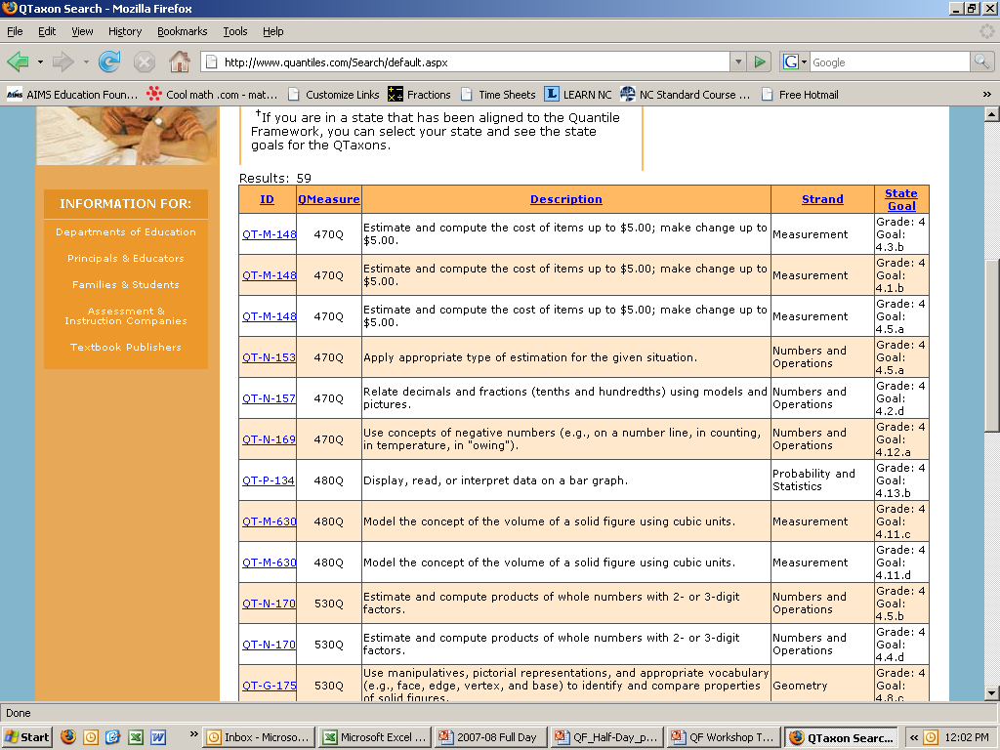 QTaxon Search - Mozilla Firefox
File Edit View History Bookmarks Tools Help
http://www.quantiles.com/Search/default.aspx
G Google
AIMS Education Foun... Cool math .com - mat... Customize Links Fractions Time Sheets LEARN NC NC Standard Course ... Free Hotmail »
†If you are in a state that has been aligned to the Quantile
Framework, you can select your state and see the state
goals for the QTaxons.
INFORMATION FOR:
Departments of Education
Principals & Educators
Families & Students
Assessment &
Instruction Companies
Textbook Publishers
Results: 59
ID QMeasure Description Strand State
Goal
QT-M-148 470Q Estimate and compute the cost of items up to $5.00; make change up to
$5.00. Measurement Grade: 4
Goal:
4.3.b
QT-M-148 470Q Estimate and compute the cost of items up to $5.00; make change up to
$5.00. Measurement Grade: 4
Goal:
4.1.b
QT-M-148 470Q Estimate and compute the cost of items up to $5.00; make change up to
$5.00. Measurement Grade: 4
Goal:
4.5.a
QT-N-153 470Q Apply appropriate type of estimation for the given situation. Numbers and
Operations Grade: 4
Goal:
4.5.a
QT-N-157 470Q Relate decimals and fractions (tenths and hundredths) using models and
pictures. Numbers and
Operations Grade: 4
Goal:
4.2.d
QT-N-169 470Q Use concepts of negative numbers (e.g., on a number line, in counting,
in temperature, in "owing"). Numbers and
Operations Grade: 4
Goal:
4.12.a
QT-P-134 480Q Display, read, or interpret data on a bar graph. Probability and
Statistics Grade: 4
Goal:
4.13.b
QT-M-630 480Q Model the concept of the volume of a solid figure using cubic units. Measurement Grade: 4
Goal:
4.11.c
QT-M-630 480Q Model the concept of the volume of a solid figure using cubic units. Measurement Grade: 4
Goal:
4.11.d
QT-N-170 530Q Estimate and compute products of whole numbers with 2- or 3-digit
factors. Numbers and
Operations Grade: 4
Goal:
4.5.b
QT-N-170 530Q Estimate and compute products of whole numbers with 2- or 3-digit
factors. Numbers and
Operations Grade: 4
Goal:
4.4.d
QT-G-175 530Q Use manipulatives, pictorial representations, and appropriate vocabulary
(e.g., face, edge, vertex, and base) to identify and compare properties
of solid figures. Geometry Grade: 4
Goal:
4.8.c
Done
Start » Inbox - Microso... Microsoft Excel ... 2007-08 Full Day QF_Half-Day_p... QF Workshop T... QTaxon Searc... « 12:02 PM